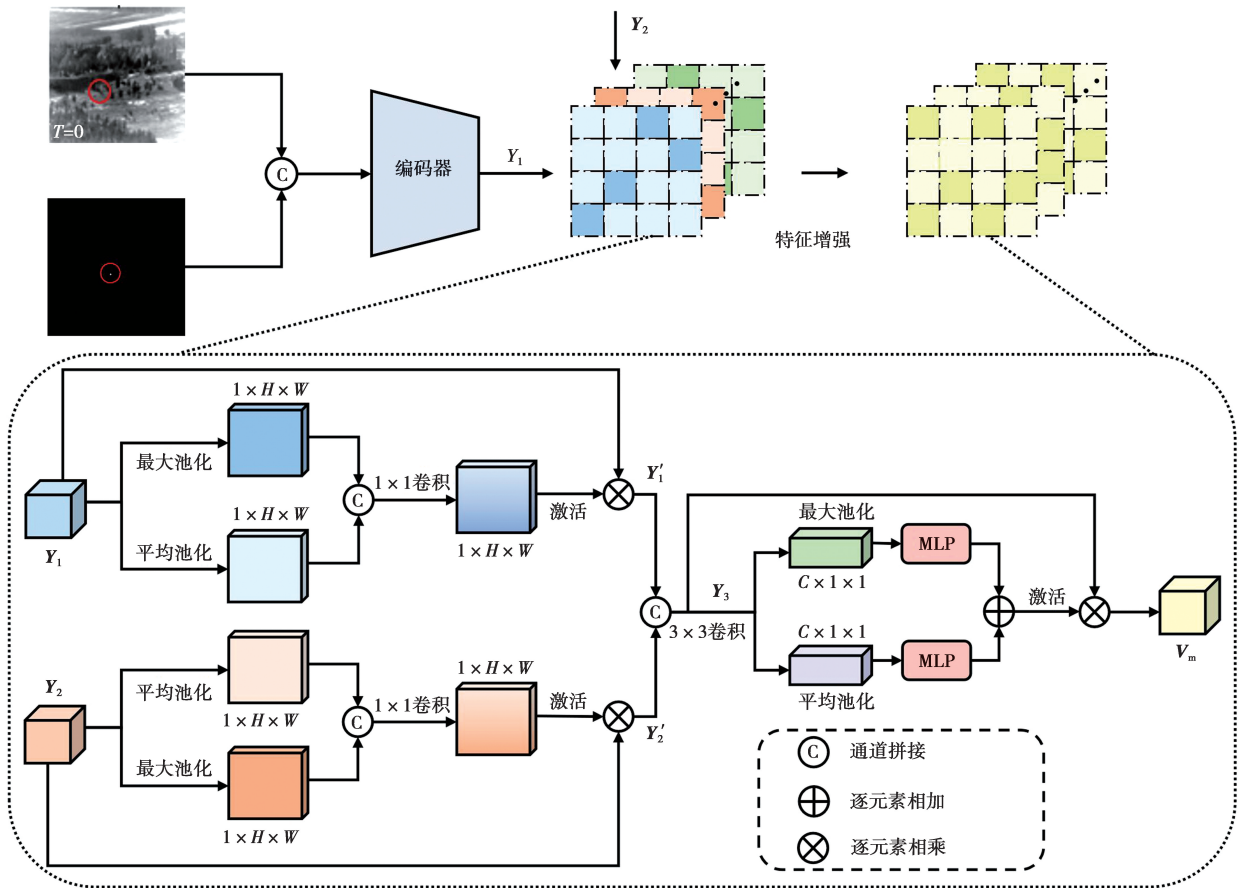 T=0
C
编码器
Y₁
Y₂
特征增强
1×H×W
最大池化
1×H×W
平均池化
Y₁
C
1×1卷积
1×H×W
激活
Y₁′
Y₂
平均池化
1×H×W
最大池化
1×H×W
C
1×1卷积
1×H×W
激活
Y₂′
C
Y₃
3×3卷积
最大池化
C×1×1
MLP
C×1×1
平均池化
MLP
激活
Vₘ
C 通道拼接
逐元素相加
逐元素相乘